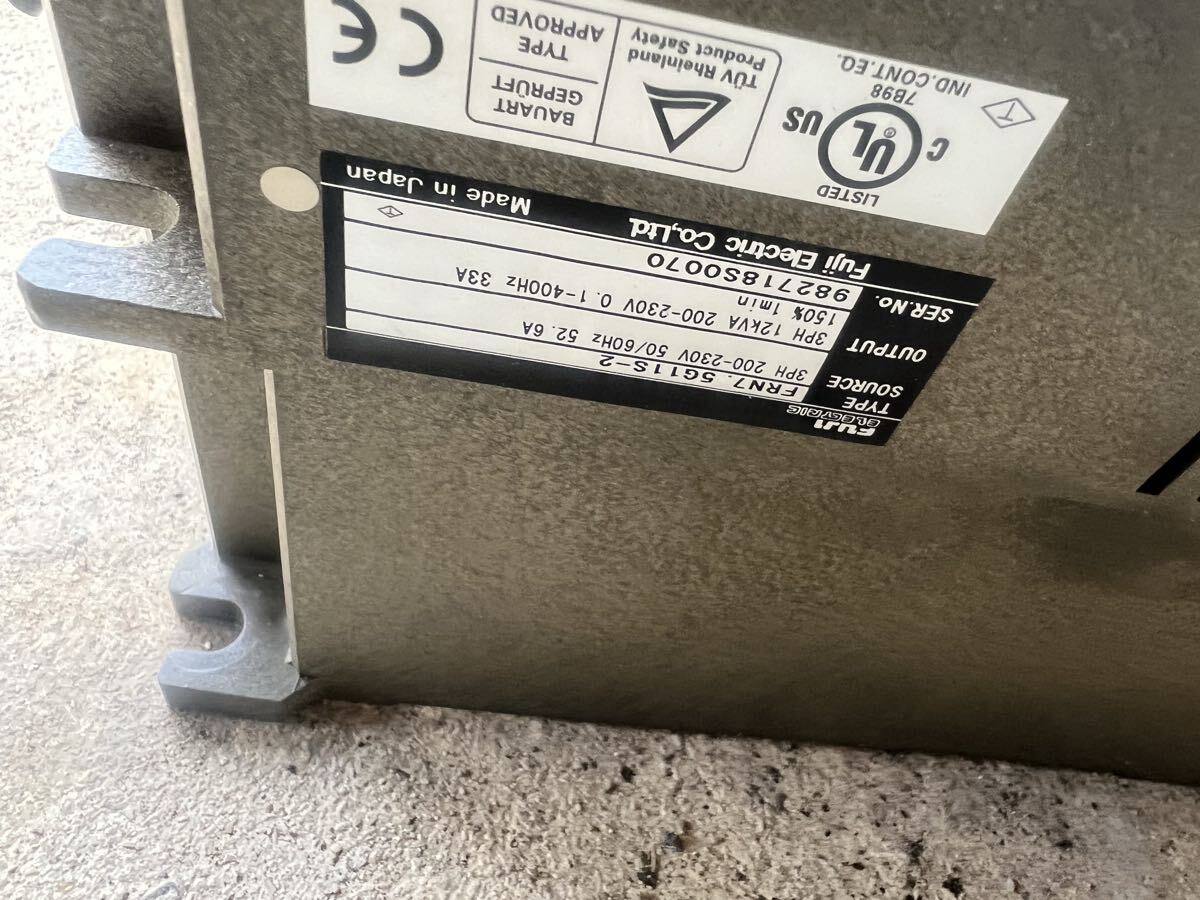 FUJI
ELECTRIC
TYPE FRN7.5G11S-2
SOURCE 3PH 200-230V 50/60Hz 52.6A
OUTPUT 3PH 12kVA 200-230V 0.1-400Hz 33A
150% 1min
SER.No. 982718S0070
Fuji Electric Co.,Ltd. Made in Japan
LISTED
C UL® US
7B98
IND.CONT.EQ.
TÜV Rheinland
Product Safety
BAUART
GEPRÜFT
TYPE
APPROVED
CE